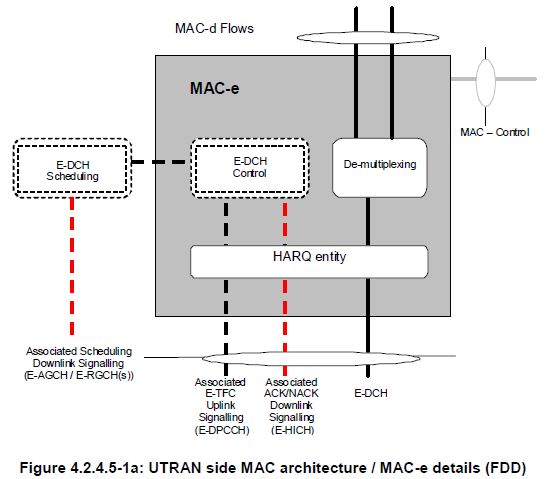 MAC-d Flows
MAC-e
MAC – Control
E-DCH
Scheduling
E-DCH
Control
De-multiplexing
HARQ entity
Associated Scheduling
Downlink Signalling
(E-AGCH / E-RGCH(s))
Associated
E-TFC
Uplink
Signalling
(E-DPCCH)
Associated
ACK/NACK
Downlink
Signalling
(E-HICH)
E-DCH
Figure 4.2.4.5-1a: UTRAN side MAC architecture / MAC-e details (FDD)